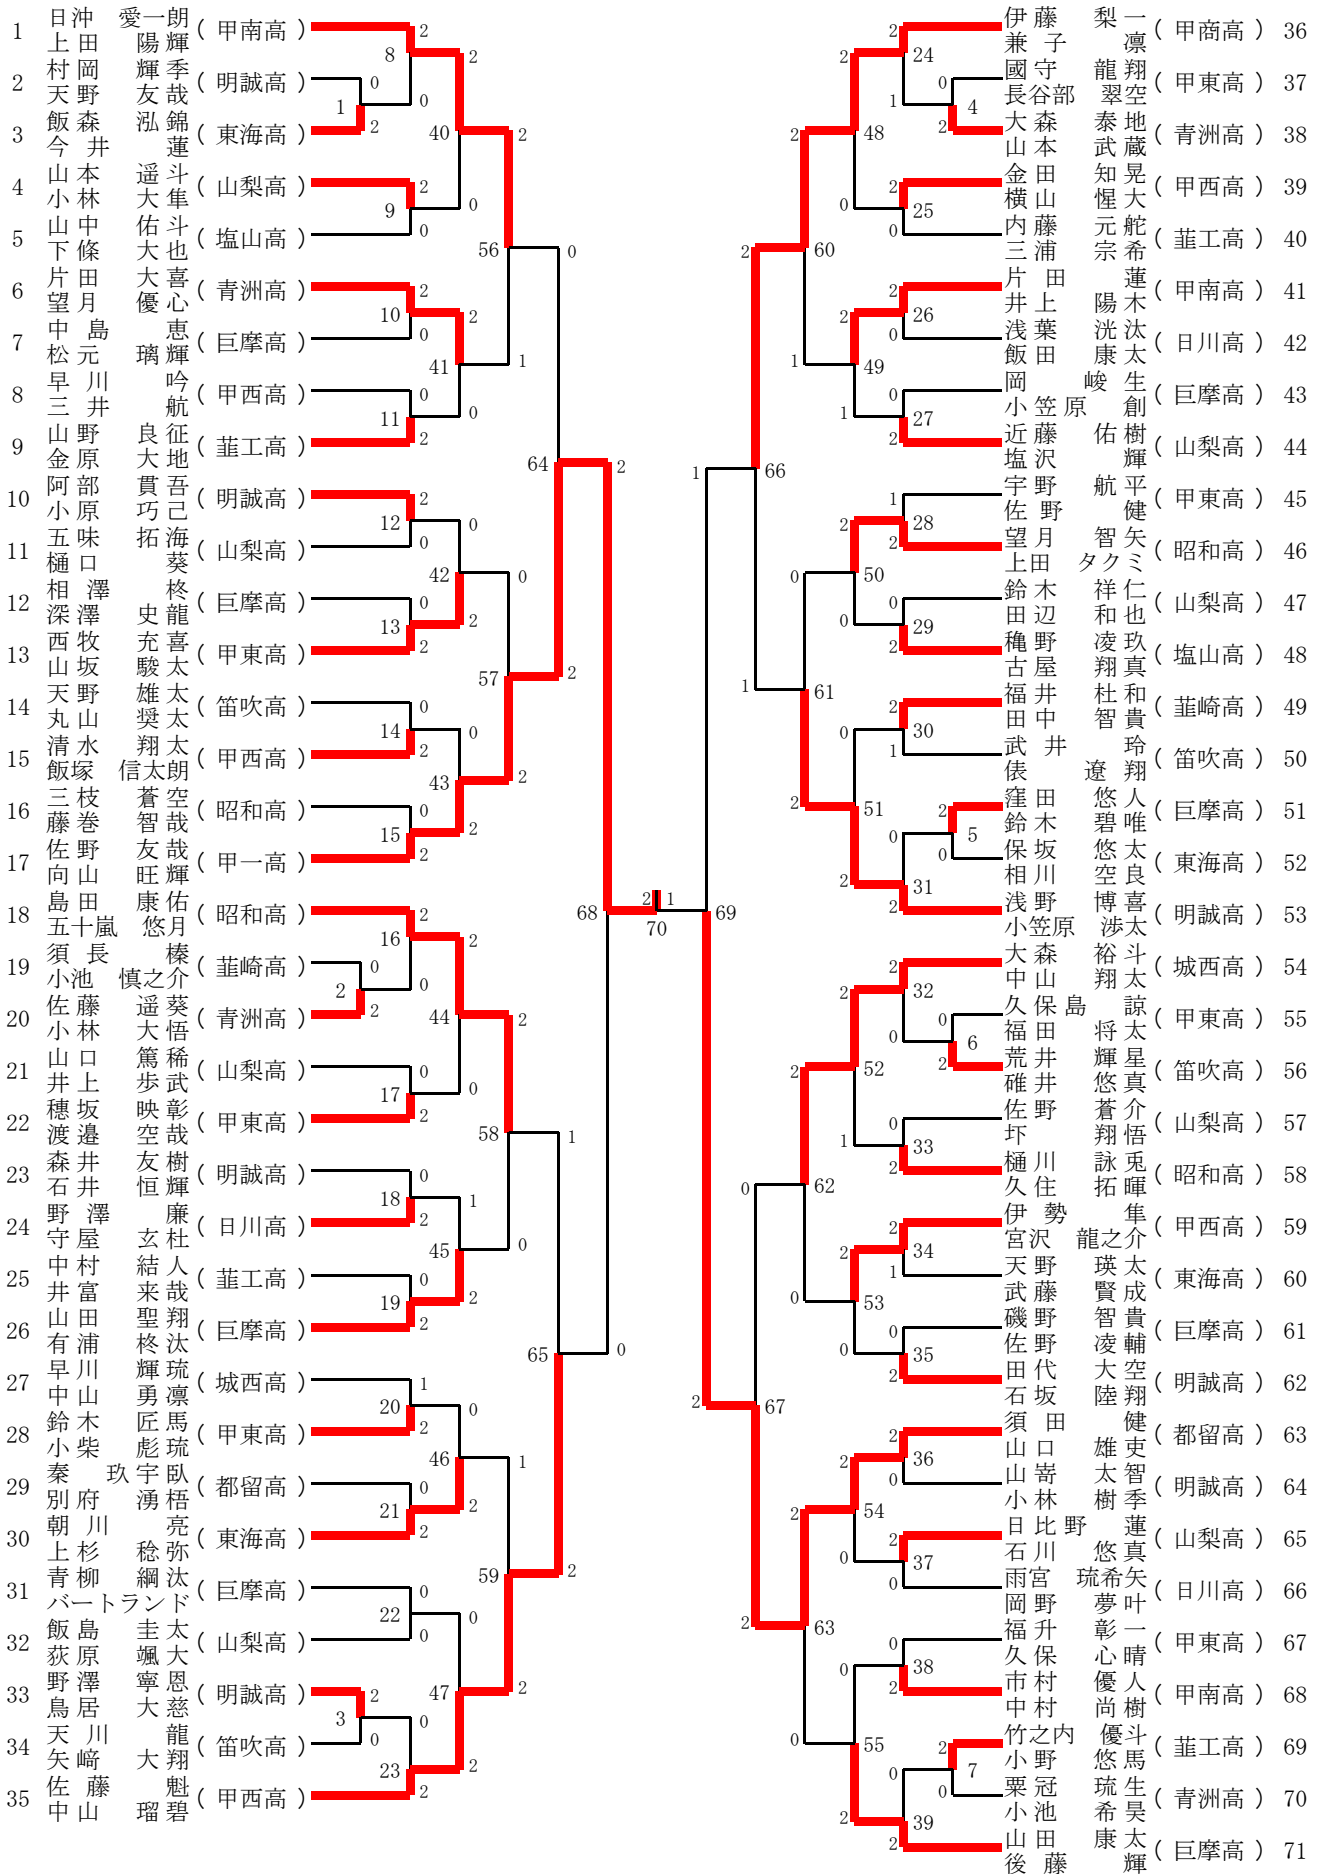 1 日沖 愛一朗 上田 陽輝 ( 甲南高 )
2 村岡 輝季 天野 友哉 ( 明誠高 )
3 飯森 泓錦 今井 蓮 ( 東海高 )
4 山本 遥斗 小林 大隼 ( 山梨高 )
5 山中 佑斗 下條 大也 ( 塩山高 )
6 片田 大喜 望月 優心 ( 青洲高 )
7 中島 恵 松元 璃輝 ( 巨摩高 )
8 早川 吟 三井 航 ( 甲西高 )
9 山野 良征 金原 大地 ( 韮工高 )
10 阿部 貫吾 小原 巧己 ( 明誠高 )
11 五味 拓海 樋口 葵 ( 山梨高 )
12 相澤 柊 深澤 史龍 ( 巨摩高 )
13 西牧 充喜 山坂 駿太 ( 甲東高 )
14 天野 雄太 丸山 奨太 ( 笛吹高 )
15 清水 翔太 飯塚 信太朗 ( 甲西高 )
16 三枝 蒼空 藤巻 智哉 ( 昭和高 )
17 佐野 友哉 向山 旺輝 ( 甲一高 )
18 島田 康佑 五十嵐 悠月 ( 昭和高 )
19 須長 榛 小池 慎之介 ( 韮崎高 )
20 佐藤 遥葵 小林 大悟 ( 青洲高 )
21 山口 篤稀 井上 歩武 ( 山梨高 )
22 穂坂 映彰 渡邉 空哉 ( 甲東高 )
23 森井 友樹 石井 恒輝 ( 明誠高 )
24 野澤 廉 守屋 玄杜 ( 日川高 )
25 中村 結人 井富 来哉 ( 韮工高 )
26 山田 聖翔 有浦 柊汰 ( 巨摩高 )
27 早川 輝琉 中山 勇凛 ( 城西高 )
28 鈴木 匠馬 小柴 彪琉 ( 甲東高 )
29 秦 玖宇臥 別府 湧梧 ( 都留高 )
30 朝川 亮 上杉 稔弥 ( 東海高 )
31 青柳 綱汰 バートランド ( 巨摩高 )
32 飯島 圭太 荻原 颯大 ( 山梨高 )
33 野澤 寧恩 鳥居 大慈 ( 明誠高 )
34 天川 龍 矢﨑 大翔 ( 笛吹高 )
35 佐藤 魁 中山 瑠碧 ( 甲西高 )
伊藤 梨一 兼子 凛 ( 甲商高 ) 36
國守 龍翔 長谷部 翠空 ( 甲東高 ) 37
大森 泰地 山本 武蔵 ( 青洲高 ) 38
金田 知晃 横山 惺大 ( 甲西高 ) 39
内藤 元舵 三浦 宗希 ( 韮工高 ) 40
片田 蓮 井上 陽木 ( 甲南高 ) 41
浅葉 洸汰 飯田 康太 ( 日川高 ) 42
岡 峻生 小笠原 創 ( 巨摩高 ) 43
近藤 佑樹 塩沢 輝 ( 山梨高 ) 44
宇野 航平 佐野 健 ( 甲東高 ) 45
望月 智矢 上田 タクミ ( 昭和高 ) 46
鈴木 祥仁 田辺 和也 ( 山梨高 ) 47
穐野 凌玖 古屋 翔真 ( 塩山高 ) 48
福井 杜和 田中 智貴 ( 韮崎高 ) 49
武井 玲 俵 遼翔 ( 笛吹高 ) 50
窪田 悠人 鈴木 碧唯 ( 巨摩高 ) 51
保坂 悠太 相川 空良 ( 東海高 ) 52
浅野 博喜 小笠原 渉太 ( 明誠高 ) 53
大森 裕斗 中山 翔太 ( 城西高 ) 54
久保島 諒 福田 将太 ( 甲東高 ) 55
荒井 輝星 碓井 悠真 ( 笛吹高 ) 56
佐野 蒼介 圷 翔悟 ( 山梨高 ) 57
樋川 詠兎 久住 拓暉 ( 昭和高 ) 58
伊勢 隼 宮沢 龍之介 ( 甲西高 ) 59
天野 瑛太 武藤 賢成 ( 東海高 ) 60
磯野 智貴 佐野 凌輔 ( 巨摩高 ) 61
田代 大空 石坂 陸翔 ( 明誠高 ) 62
須田 健 山口 雄吏 ( 都留高 ) 63
山嵜 太智 小林 樹季 ( 明誠高 ) 64
日比野 蓮 石川 悠真 ( 山梨高 ) 65
雨宮 琉希矢 岡野 夢叶 ( 日川高 ) 66
福升 彰一 久保 心晴 ( 甲東高 ) 67
市村 優人 中村 尚樹 ( 甲南高 ) 68
竹之内 優斗 小野 悠馬 ( 韮工高 ) 69
粟冠 琉生 小池 希昊 ( 青洲高 ) 70
山田 康太 後藤 輝 ( 巨摩高 ) 71